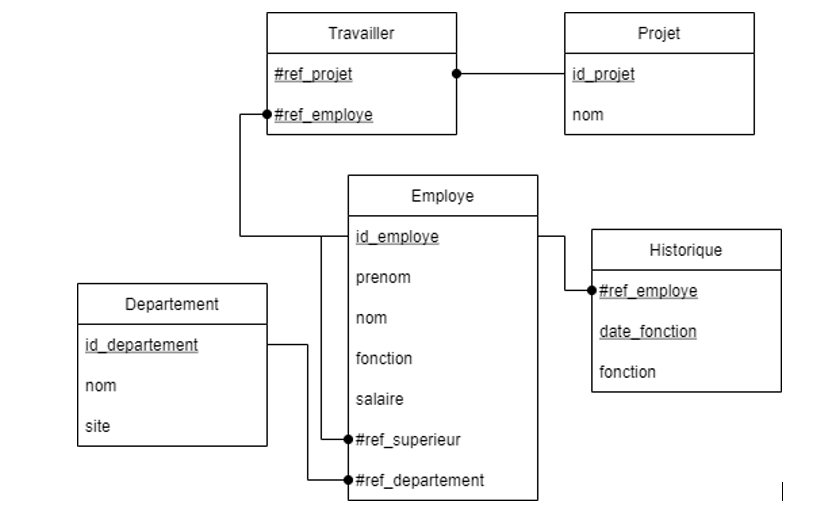 Travailler
#ref_projet
#ref_employe
Projet
id_projet
nom
Employe
id_employe
prenom
nom
fonction
salaire
#ref_superieur
#ref_departement
Historique
#ref_employe
date_fonction
fonction
Departement
id_departement
nom
site